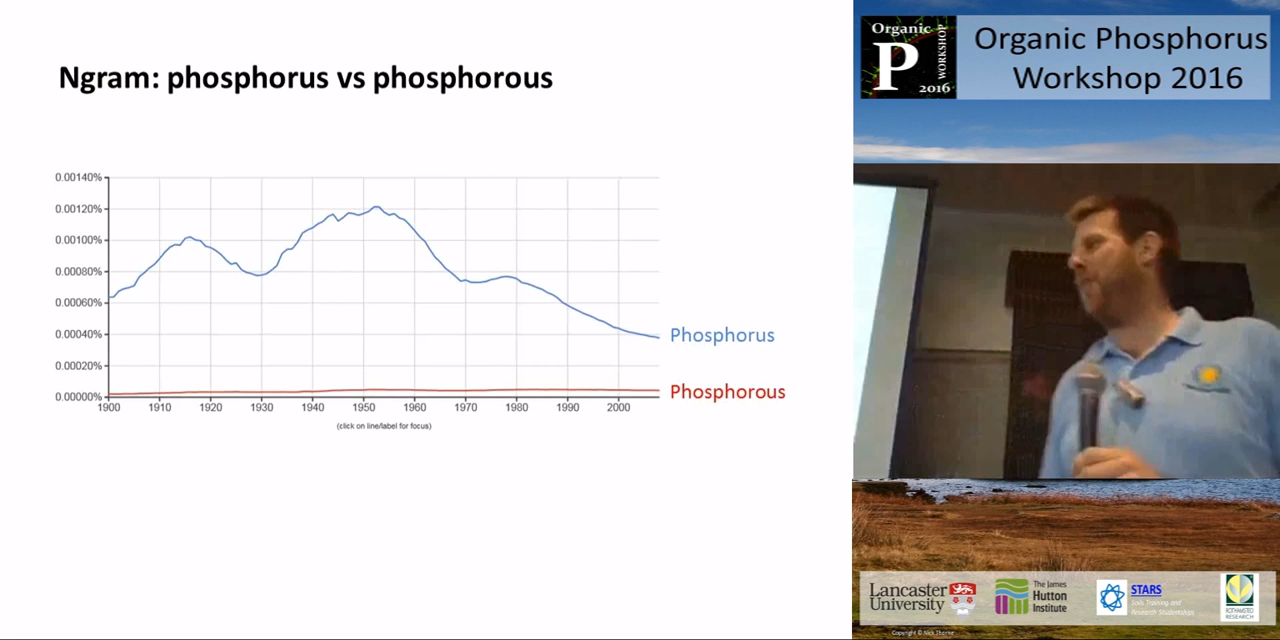 Ngram: phosphorus vs phosphorous
0.00140%
0.00120%
0.00100%
0.00080%
0.00060%
0.00040%
0.00020%
0.00000%
1900 1910 1920 1930 1940 1950 1960 1970 1980 1990 2000
(click on line/label for focus)
Phosphorus
Phosphorous
Organic
P
WORKSHOP
2016
Organic Phosphorus
Workshop 2016
Lancaster
University
The James
Hutton
Institute
STARS
Soils Training and
Research Studentships
ROTHAMSTED
RESEARCH